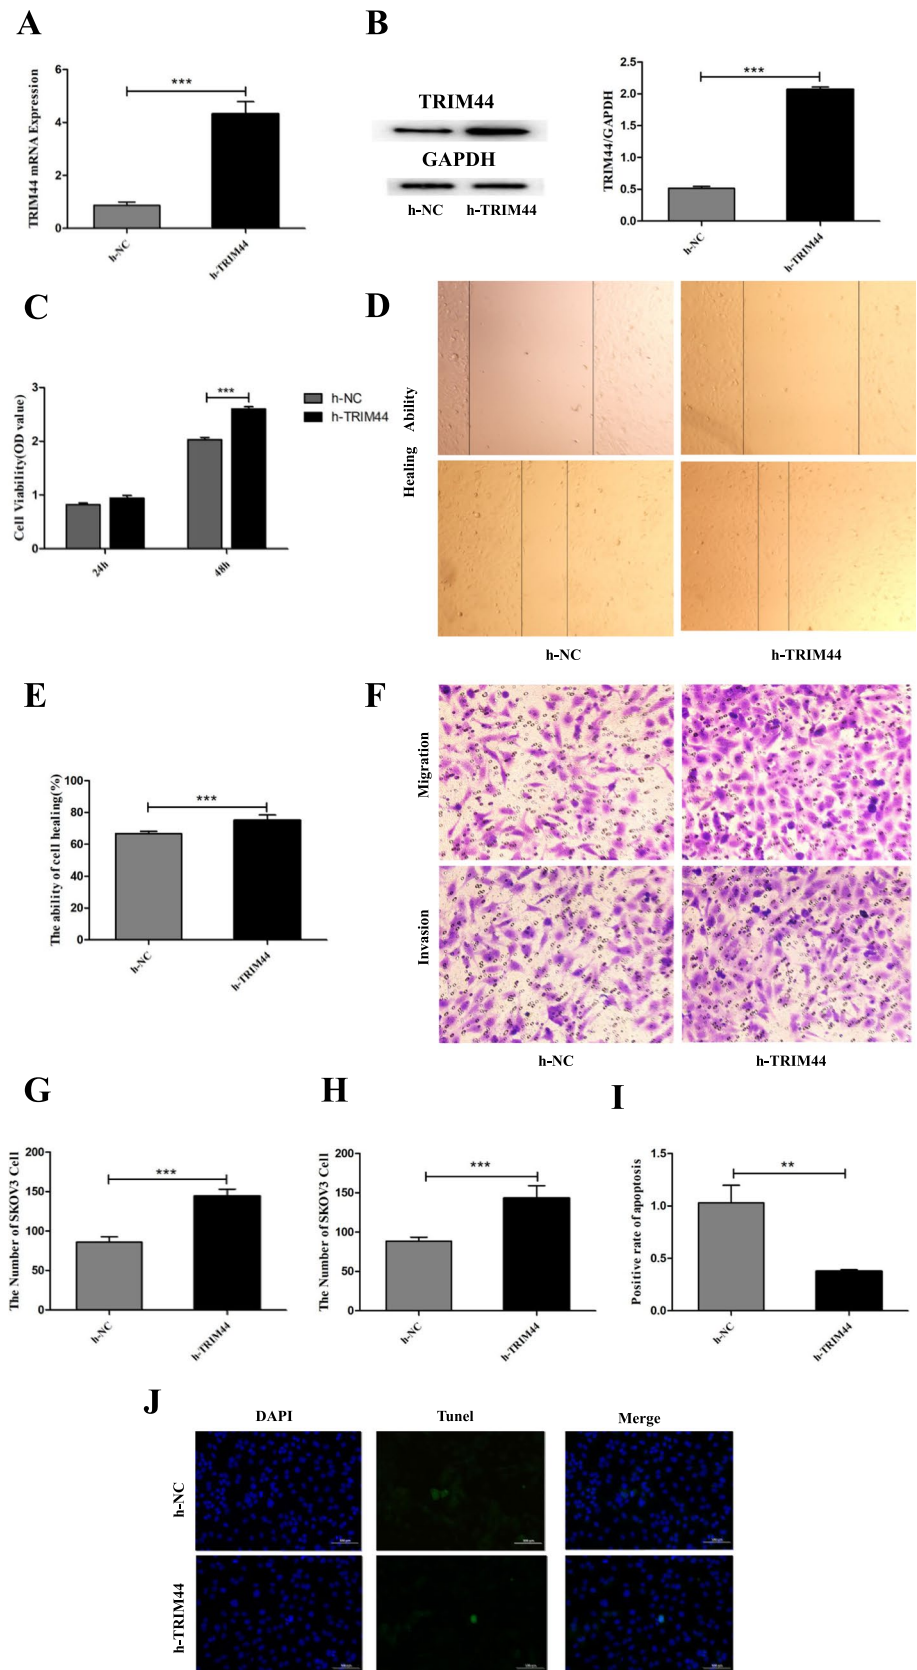 A
TRIM44 mRNA Expression
6
4
2
0
***
h-NC
h-TRIM44
B
TRIM44
GAPDH
h-NC h-TRIM44
TRIM44/GAPDH
2.5
2.0
1.5
1.0
0.5
0.0
***
h-NC
h-TRIM44
C
Cell Viability(OD value)
3
2
1
0
***
24h
48h
h-NC
h-TRIM44
D
Healing Ability
h-NC
h-TRIM44
E
The ability of cell healing(%)
100
80
60
40
20
0
***
h-NC
h-TRIM44
F
Migration
Invasion
h-NC
h-TRIM44
G
The Number of SKOV3 Cell
200
150
100
50
0
***
h-NC
h-TRIM44
H
The Number of SKOV3 Cell
200
150
100
50
0
***
h-NC
h-TRIM44
I
Positive rate of apoptosis
1.5
1.0
0.5
0.0
**
h-NC
h-TRIM44
J
DAPI Tunel Merge
h-NC
h-TRIM44